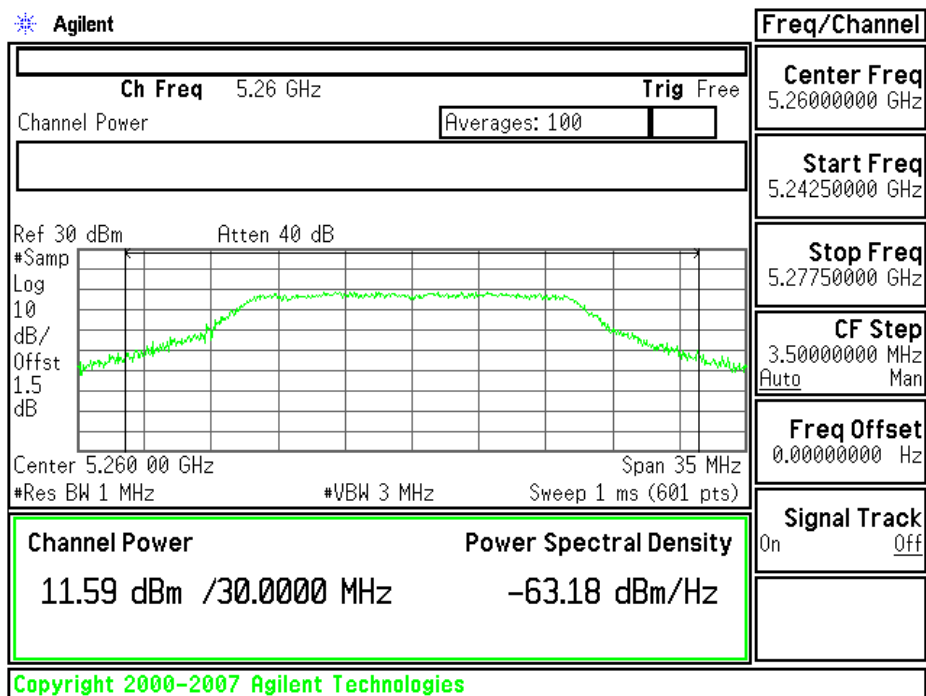 Agilent
Ch Freq 5.26 GHz Trig Free
Channel Power Averages: 100
Ref 30 dBm Atten 40 dB
#Samp
Log
10
dB/
Offst
1.5
dB
Center 5.260 00 GHz Span 35 MHz
#Res BW 1 MHz #VBW 3 MHz Sweep 1 ms (601 pts)
Channel Power Power Spectral Density
11.59 dBm /30.0000 MHz -63.18 dBm/Hz
Copyright 2000-2007 Agilent Technologies
Freq/Channel
Center Freq
5.26000000 GHz
Start Freq
5.24250000 GHz
Stop Freq
5.27750000 GHz
CF Step
3.50000000 MHz
Auto Man
Freq Offset
0.00000000 Hz
Signal Track
On Off